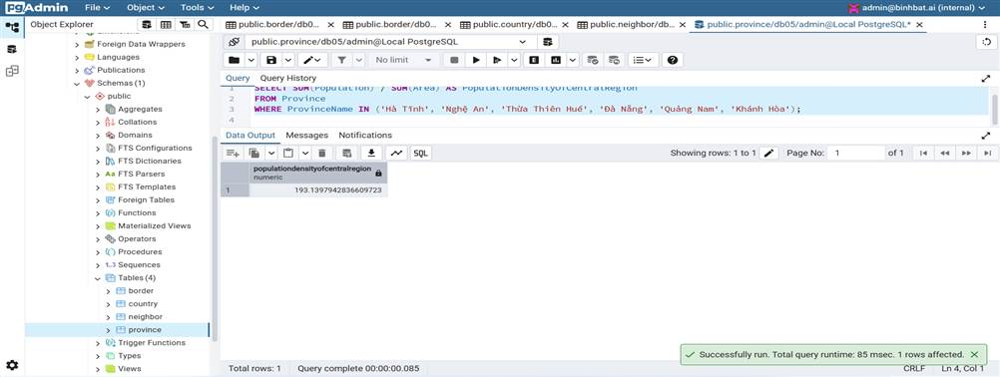 pgAdmin File Object Tools Help admin@binhbat.ai (internal)
Object Explorer public.border/db0... public.border/db0... public.country/db0... public.neighbor/db... public.province/db05/admin@Local PostgreSQL*
public.province/db05/admin@Local PostgreSQL
No limit
Query Query History
SELECT SUM(Population) / SUM(Area) AS PopulationDensityOfCentralRegion
2 FROM Province
3 WHERE ProvinceName IN ('Hà Tĩnh', 'Nghệ An', 'Thừa Thiên Huế', 'Đà Nẵng', 'Quảng Nam', 'Khánh Hòa');
4
Data Output Messages Notifications
SQL Showing rows: 1 to 1 Page No: 1 of 1
populationdensityofcentralregion
numeric
1 193.1397942836609723
Foreign Data Wrappers
Languages
Publications
Schemas (1)
public
Aggregates
Collations
Domains
FTS Configurations
FTS Dictionaries
Aa FTS Parsers
FTS Templates
Foreign Tables
Functions
Materialized Views
Operators
Procedures
1..3 Sequences
Tables (4)
border
country
neighbor
province
Trigger Functions
Types
Views
Successfully run. Total query runtime: 85 msec. 1 rows affected.
Total rows: 1 Query complete 00:00:00.085 CRLF Ln 4, Col 1